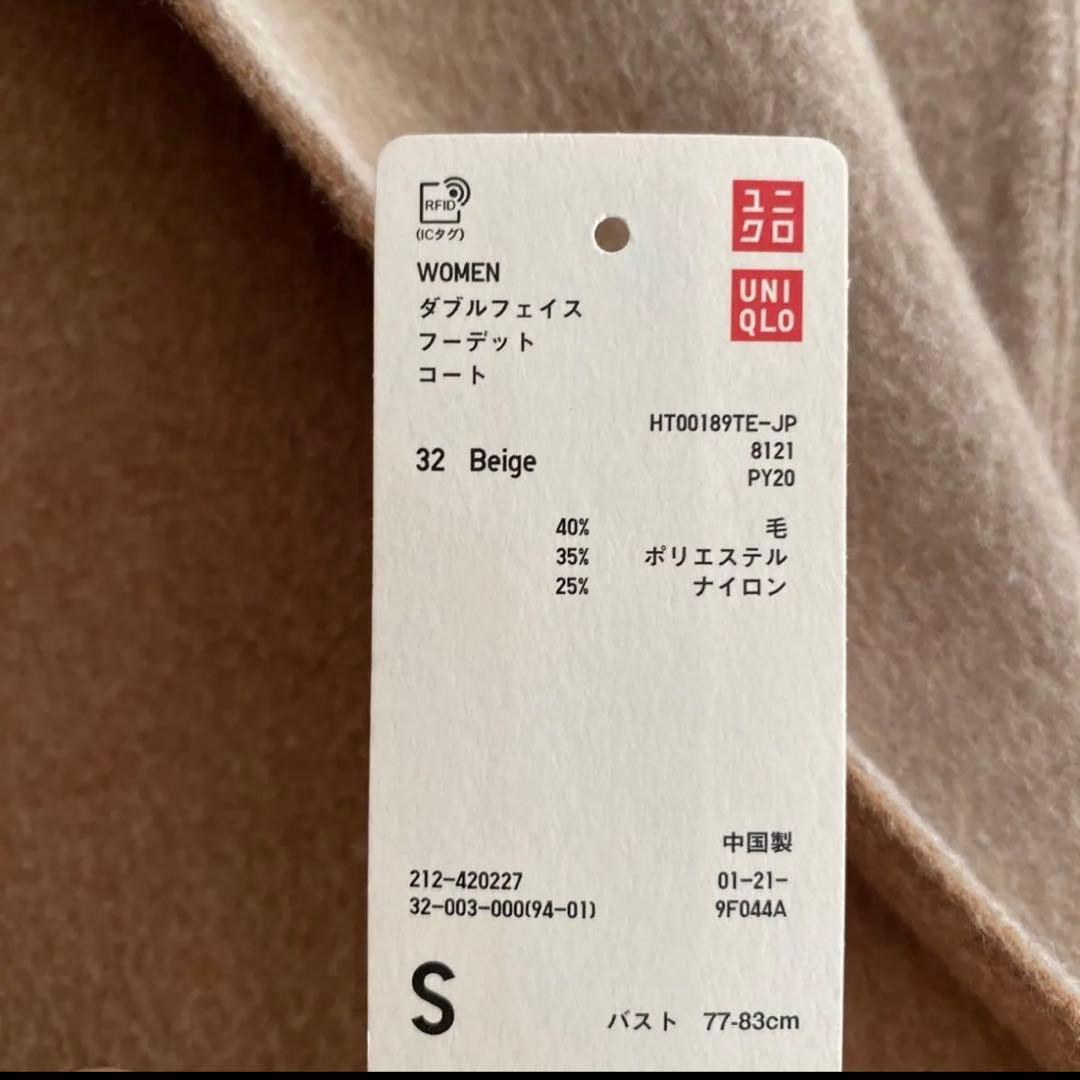 RFID
(ICタグ)
ユニ
クロ
UNI
QLO
WOMEN
ダブルフェイス
フーデット
コート
HT00189TE-JP
32 Beige
8121
PY20
40% 毛
35% ポリエステル
25% ナイロン
中国製
212-420227 01-21-
32-003-000(94-01) 9F044A
S バスト 77-83cm